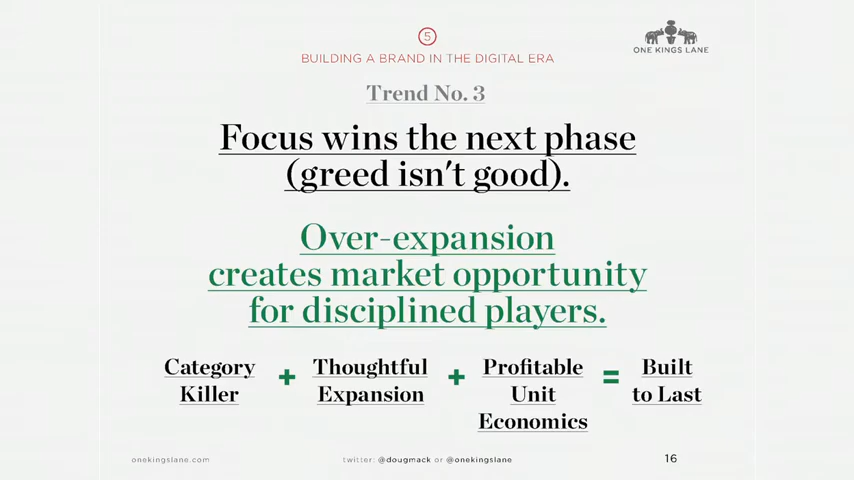 5
BUILDING A BRAND IN THE DIGITAL ERA
ONE KINGS LANE
Trend No. 3
Focus wins the next phase
(greed isn't good).
Over-expansion
creates market opportunity
for disciplined players.
Category
Killer
+
Thoughtful
Expansion
+
Profitable
Unit
Economics
=
Built
to Last
onekingslane.com
twitter: @dougmack or @onekingslane
16